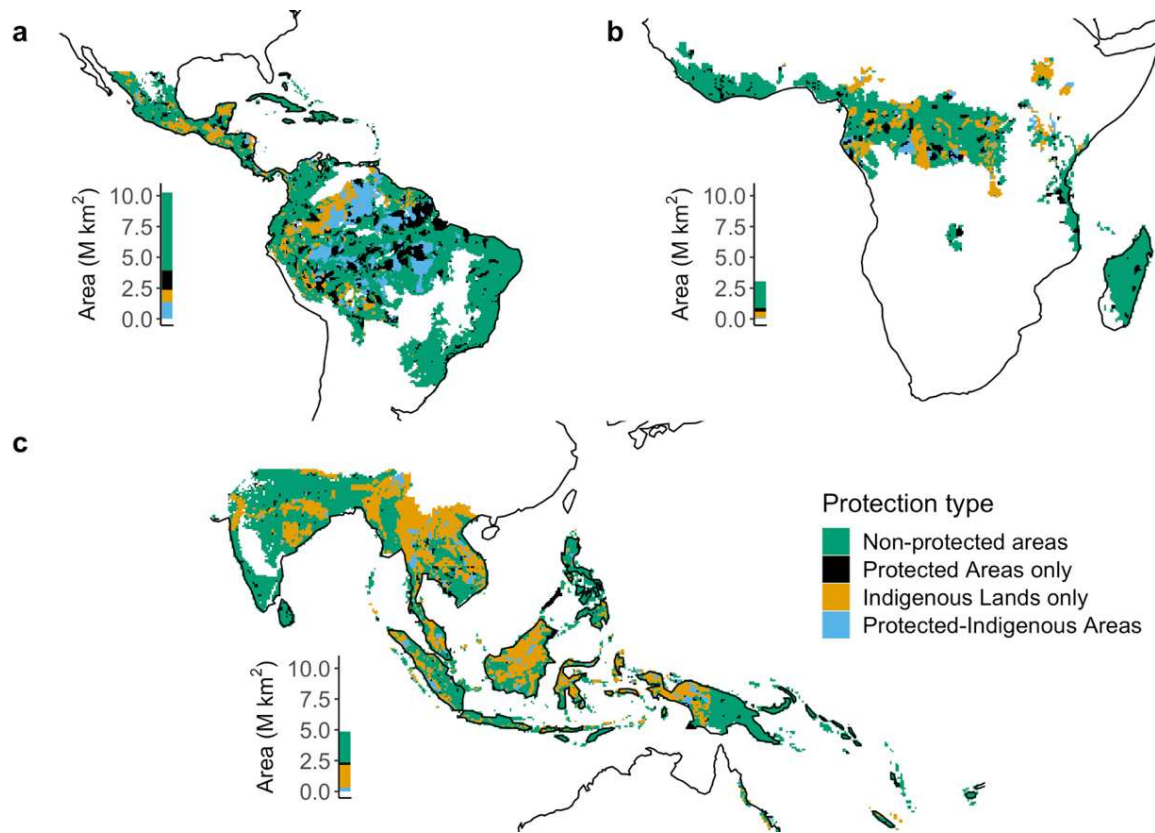 a
b
Area (M km²)
10.0
7.5
5.0
2.5
0.0
Area (M km²)
10.0
7.5
5.0
2.5
0.0
c
Area (M km²)
10.0
7.5
5.0
2.5
0.0
Protection type
Non-protected areas
Protected Areas only
Indigenous Lands only
Protected-Indigenous Areas